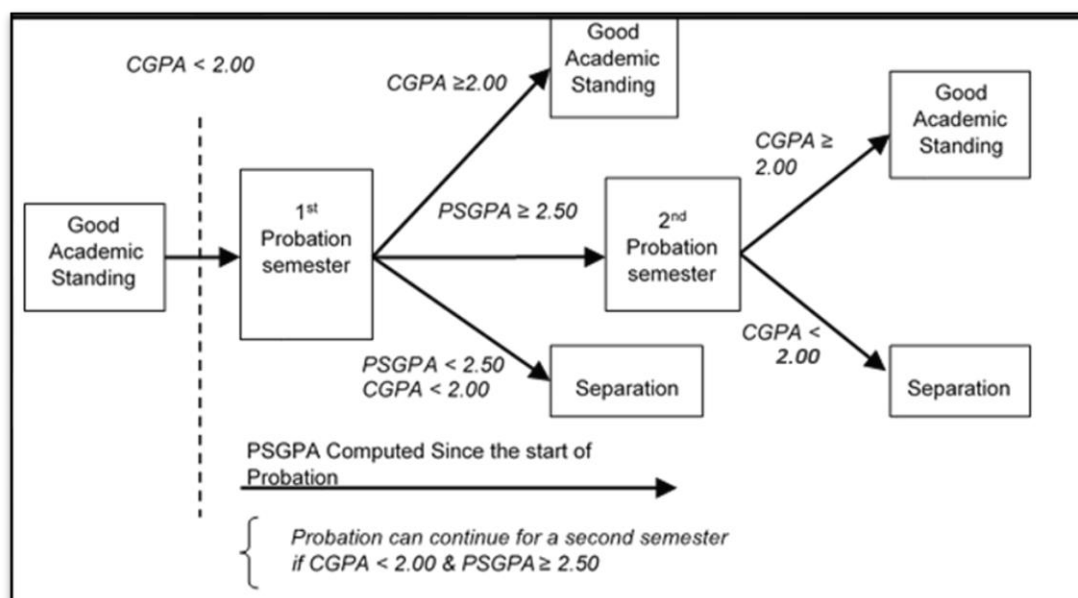 CGPA < 2.00
Good
Academic
Standing
1st
Probation
semester
CGPA ≥2.00
Good
Academic
Standing
PSGPA ≥ 2.50
PSGPA < 2.50
CGPA < 2.00
Separation
2nd
Probation
semester
CGPA ≥
2.00
Good
Academic
Standing
CGPA <
2.00
Separation
PSGPA Computed Since the start of
Probation
Probation can continue for a second semester
if CGPA < 2.00 & PSGPA ≥ 2.50